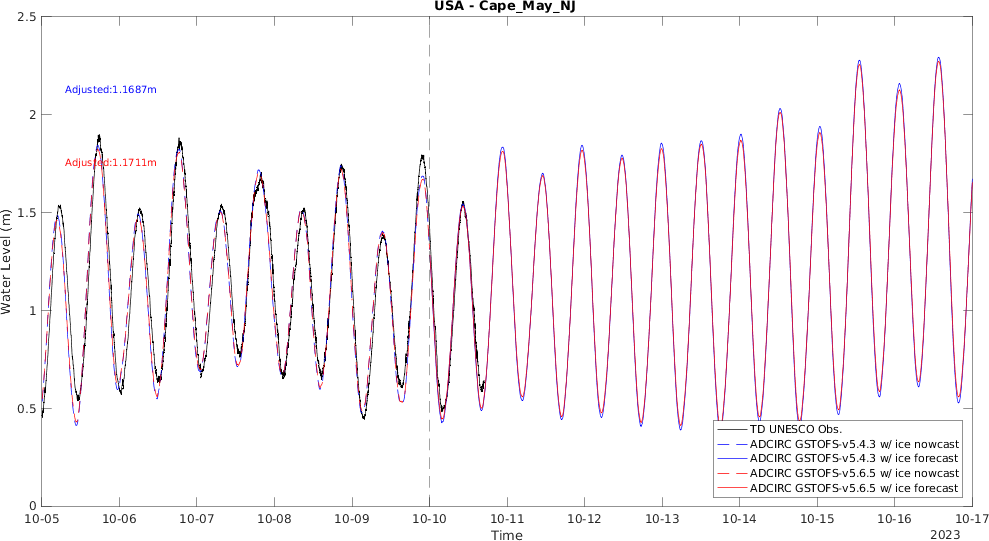 USA - Cape_May_NJ
2.5
2
1.5
1
0.5
0
Water Level (m)
Adjusted:1.1687m
Adjusted:1.1711m
TD UNESCO Obs.
ADCIRC GSTOFS-v5.4.3 w/ ice nowcast
ADCIRC GSTOFS-v5.4.3 w/ ice forecast
ADCIRC GSTOFS-v5.6.5 w/ ice nowcast
ADCIRC GSTOFS-v5.6.5 w/ ice forecast
10-05 10-06 10-07 10-08 10-09 10-10 10-11 10-12 10-13 10-14 10-15 10-16 10-17
Time
2023